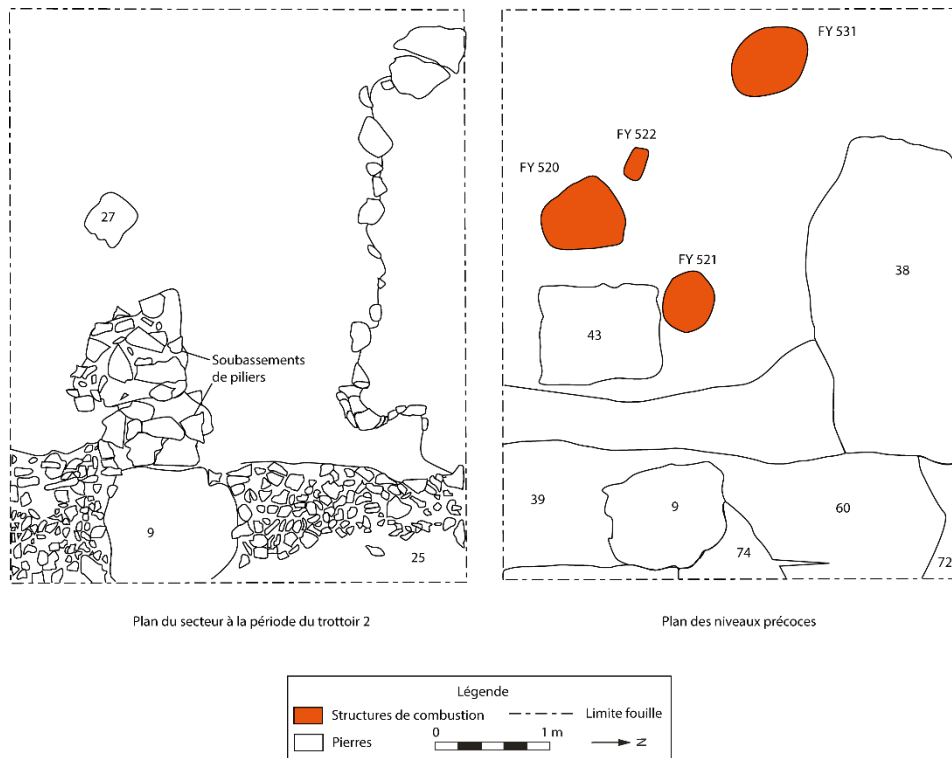 FY 531
FY 522
FY 520
27
38
FY 521
43
Soubassements
de piliers
39
9
60
9
74
25
72
Plan du secteur à la période du trottoir 2
Plan des niveaux précoces
Légende
Structures de combustion
Limite fouille
Pierres
0
1 m
N